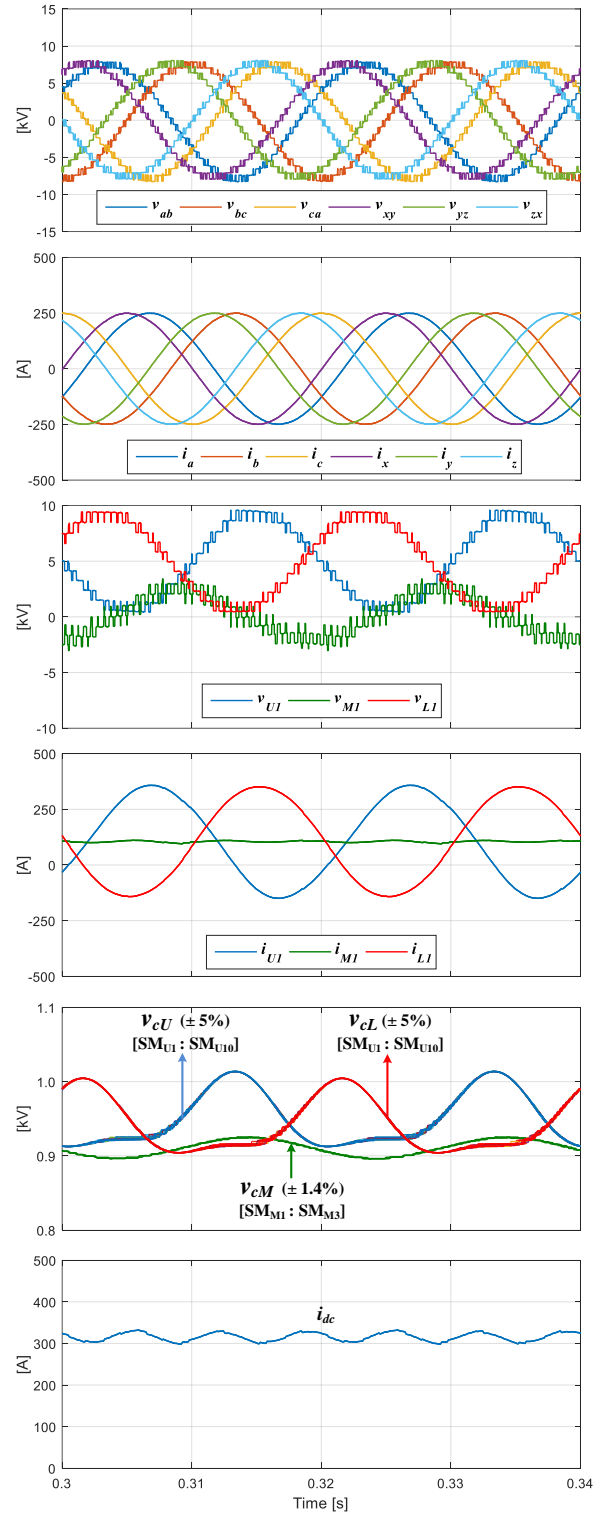 15
10
5
0
-5
-10
-15
[kV]
v_ab v_bc v_ca v_xy v_yz v_zx
500
250
0
-250
-500
[A]
i_a i_b i_c i_x i_y i_z
10
5
0
-5
-10
[kV]
v_U1 v_M1 v_L1
500
250
0
-250
-500
[A]
i_U1 i_M1 i_L1
1.1
1.0
0.9
0.8
[kV]
v_cU (± 5%)
[SM_U1 : SM_U10]
v_cL (± 5%)
[SM_U1 : SM_U10]
v_cM (± 1.4%)
[SM_M1 : SM_M3]
500
400
300
200
100
0
[A]
i_dc
0.3 0.31 0.32 0.33 0.34
Time [s]